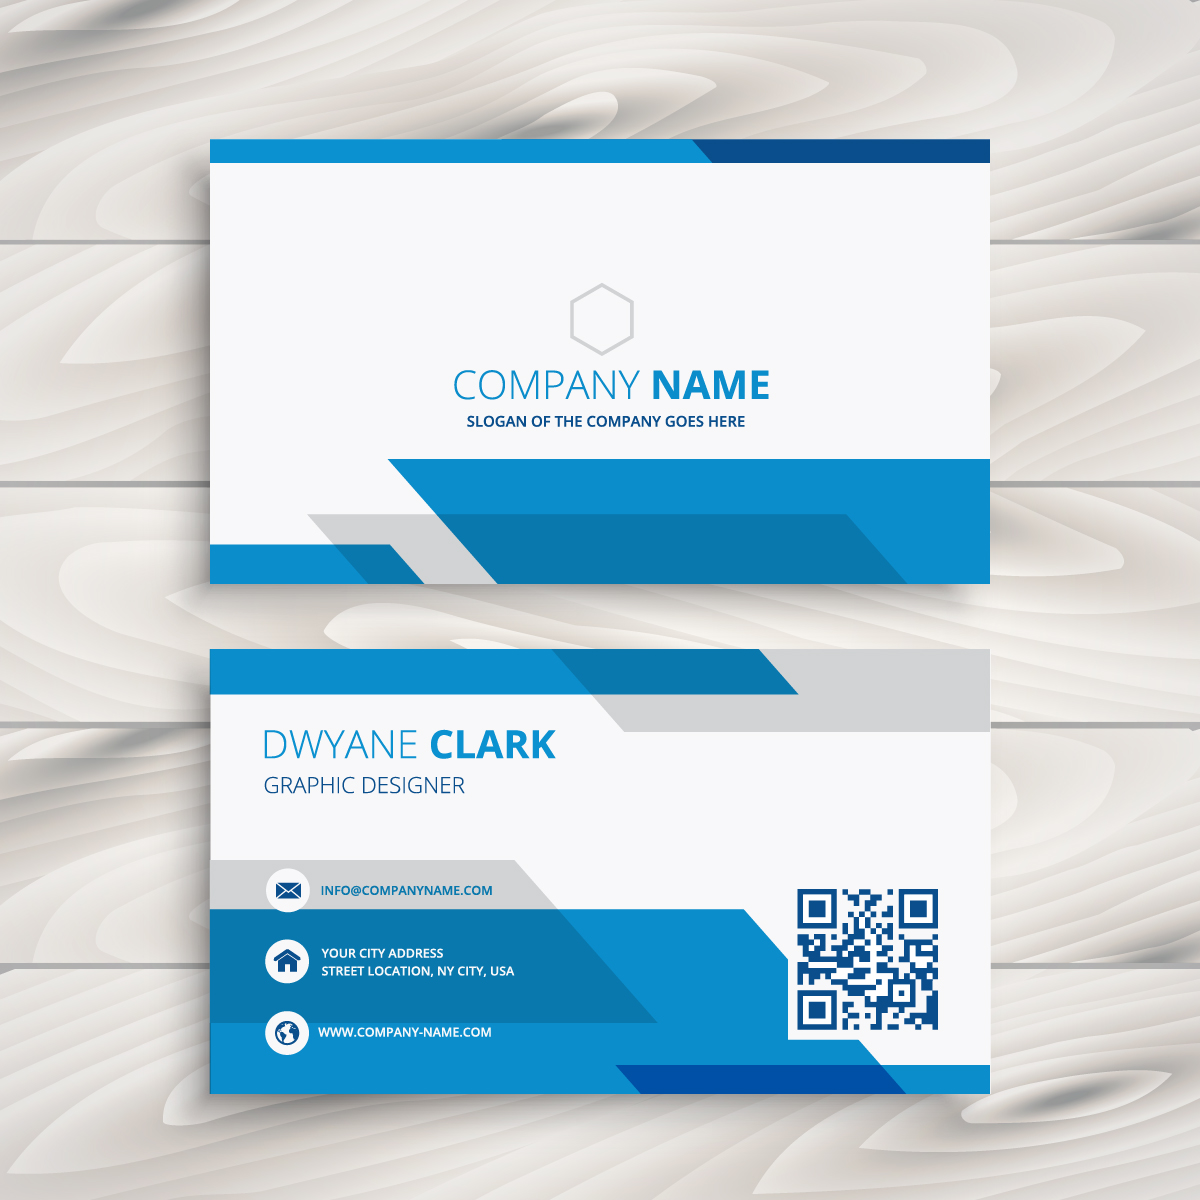 COMPANY NAME
SLOGAN OF THE COMPANY GOES HERE
DWYANE CLARK
GRAPHIC DESIGNER
INFO@COMPANYNAME.COM
YOUR CITY ADDRESS
STREET LOCATION, NY CITY, USA
WWW.COMPANY-NAME.COM